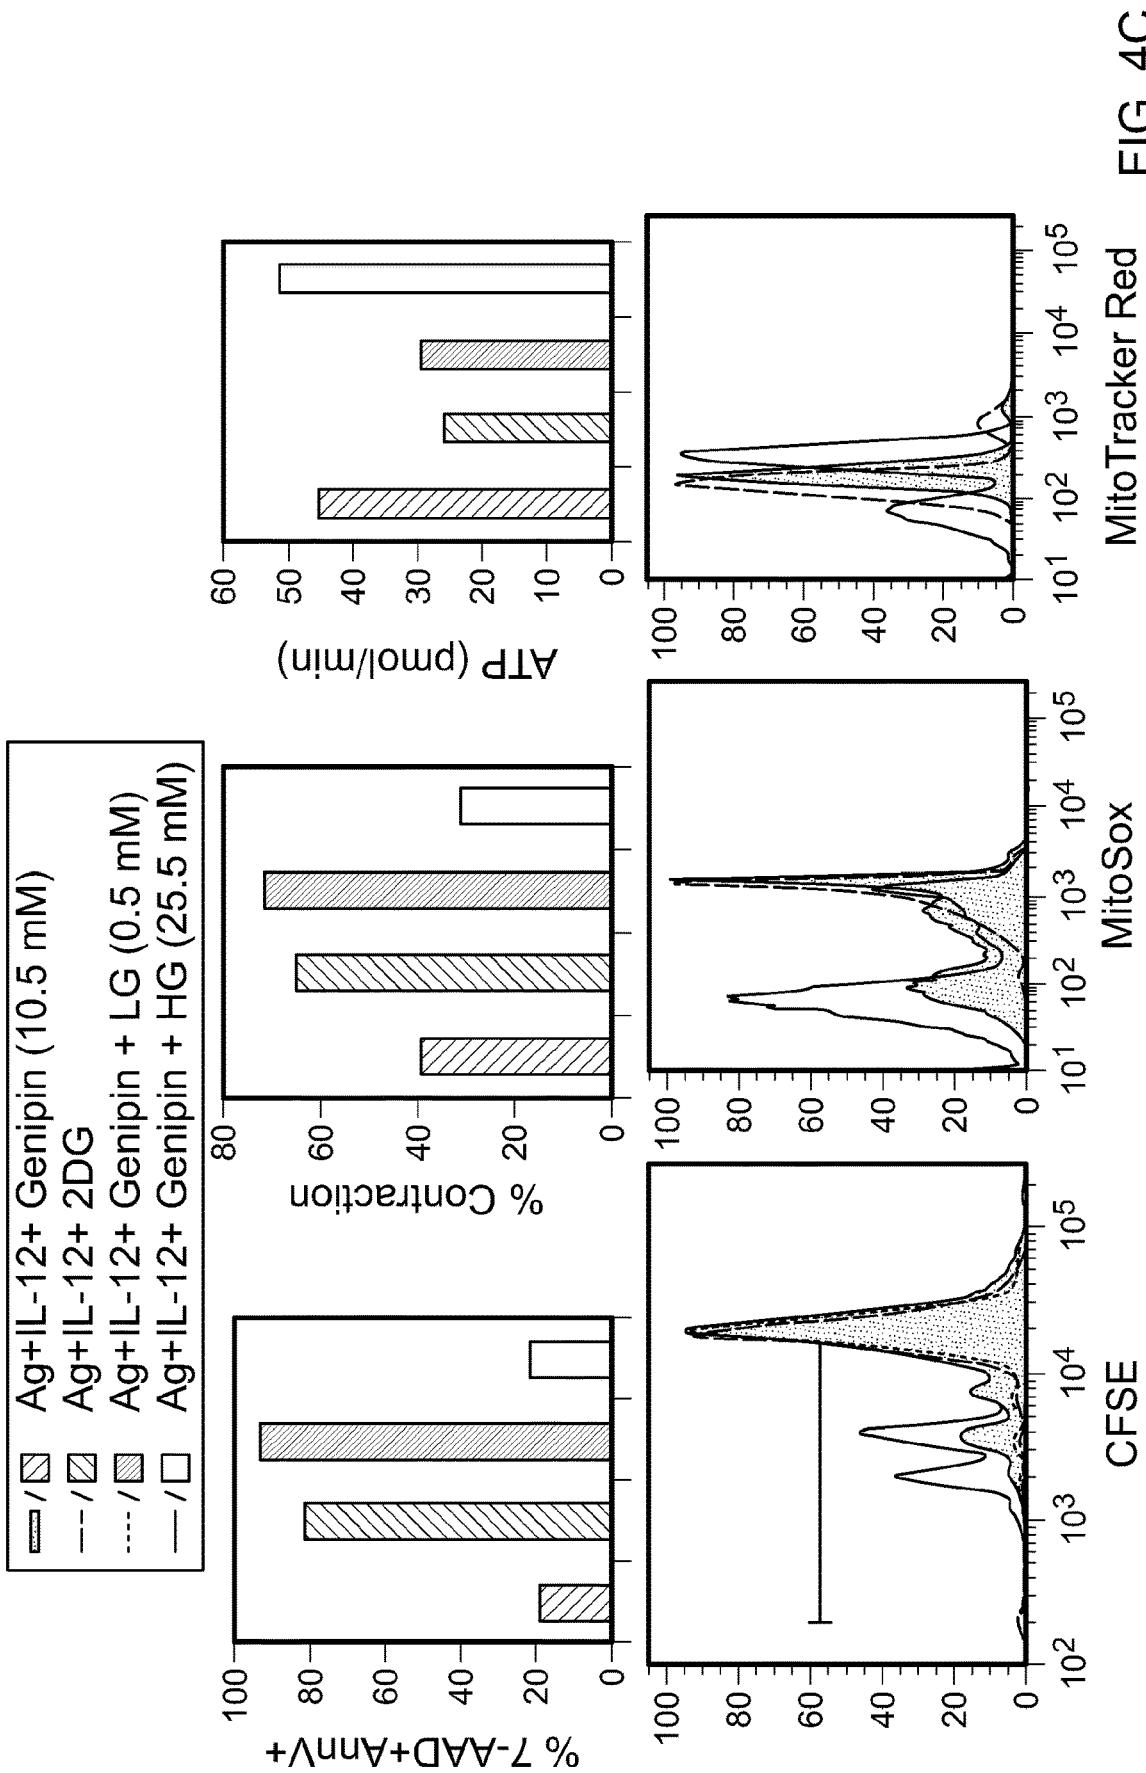 Ag+IL-12+ Genipin (10.5 mM)
Ag+IL-12+ 2DG
Ag+IL-12+ Genipin + LG (0.5 mM)
Ag+IL-12+ Genipin + HG (25.5 mM)
% 7-AAD+AnnV+
100
80
60
40
20
0
% Contraction
80
60
40
20
0
ATP (pmol/min)
60
50
40
30
20
10
0
100
80
60
40
20
0
10² 10³ 10⁴ 10⁵
CFSE
100
80
60
40
20
0
10¹ 10² 10³ 10⁴ 10⁵
MitoSox
100
80
60
40
20
0
10¹ 10² 10³ 10⁴ 10⁵
MitoTracker Red
FIG. 4C